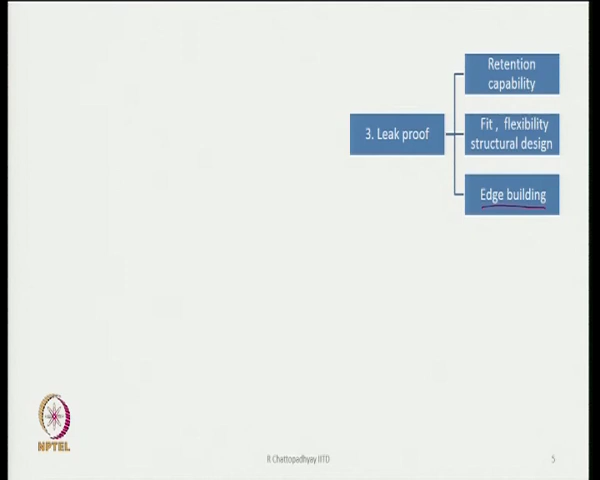 Retention
capability
3. Leak proof
Fit , flexibility
structural design
Edge building
NPTEL
R Chattopadhyay IITD
5